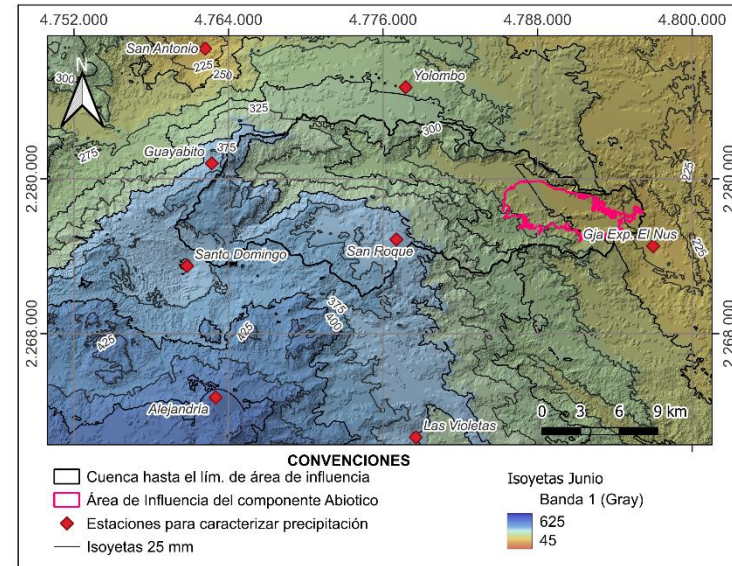 4.752.000 4.764.000 4.776.000 4.788.000 4.800.000
San Antonio
225
250
300
N
Yolombo
325
300
275
Guayabito
375
225
2.280.000 2.280.000
Gja Exp. El Nus
225
Santo Domingo
San Roque
375
400
425
425
2.268.000 2.268.000
Alejandría
Las Violetas
0 3 6 9 km
CONVENCIONES
Cuenca hasta el lím. de área de influencia
Área de Influencia del componente Abiotico
Estaciones para caracterizar precipitación
Isoyetas 25 mm
Isoyetas Junio
Banda 1 (Gray)
625
45